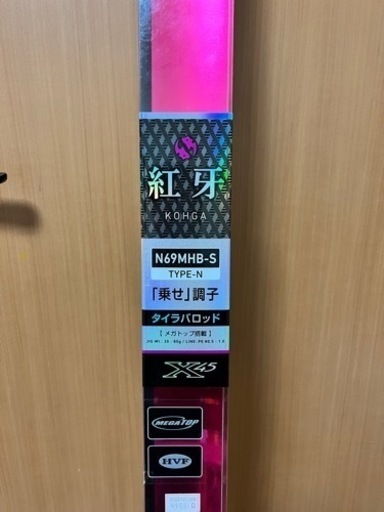 紅牙
KOHGA
N69MHB-S
TYPE-N
「乗せ」調子
タイラバロッド
【メガトップ搭載】
X45
MEGATOP
HVF